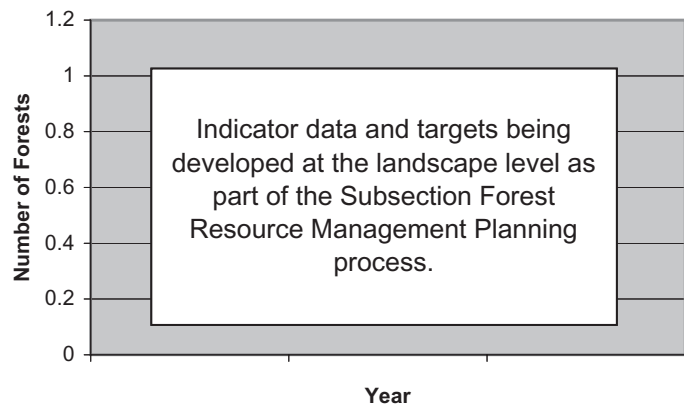 1.2
1
0.8
0.6
0.4
0.2
0
Number of Forests
Indicator data and targets being
developed at the landscape level as
part of the Subsection Forest
Resource Management Planning
process.
Year